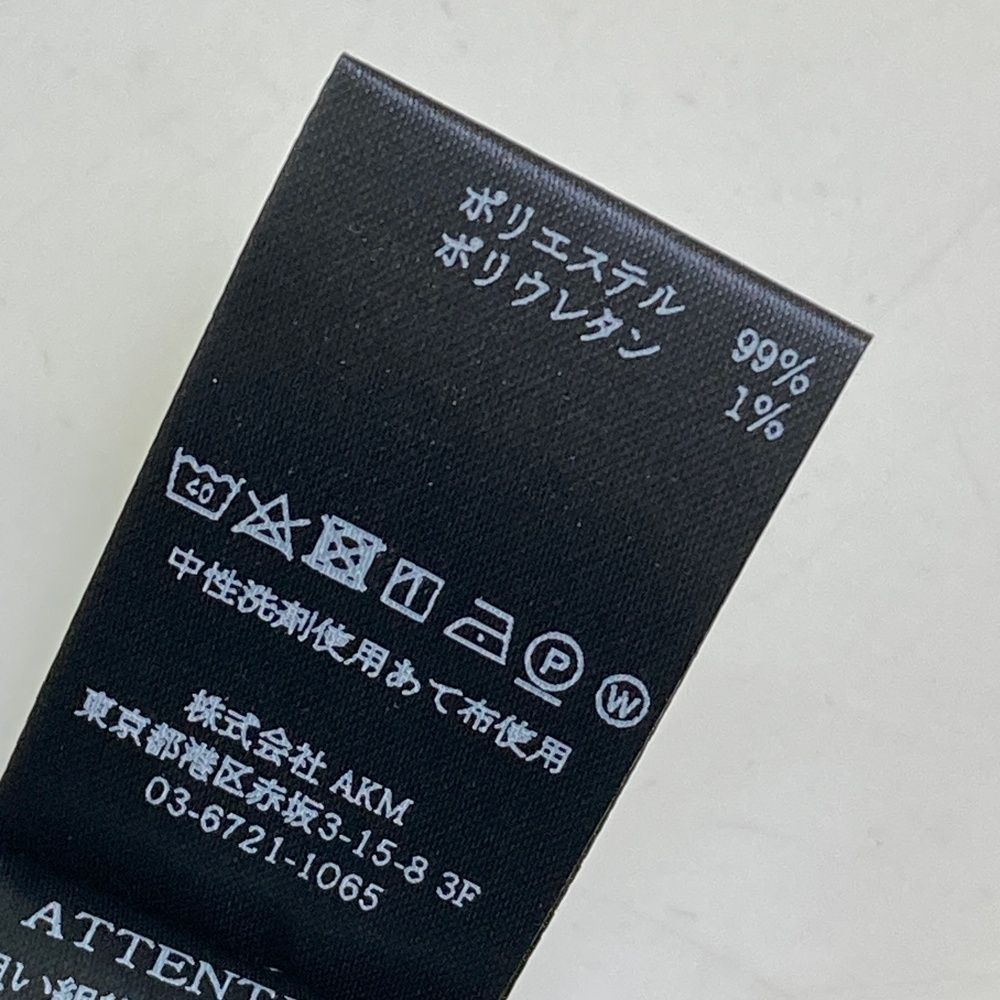 ポリエステル 99%
ポリウレタン 1%
40
P W
中性洗剤使用あて布使用
株式会社 AKM
東京都港区赤坂3-15-8 3F
03-6721-1065
ATTENT